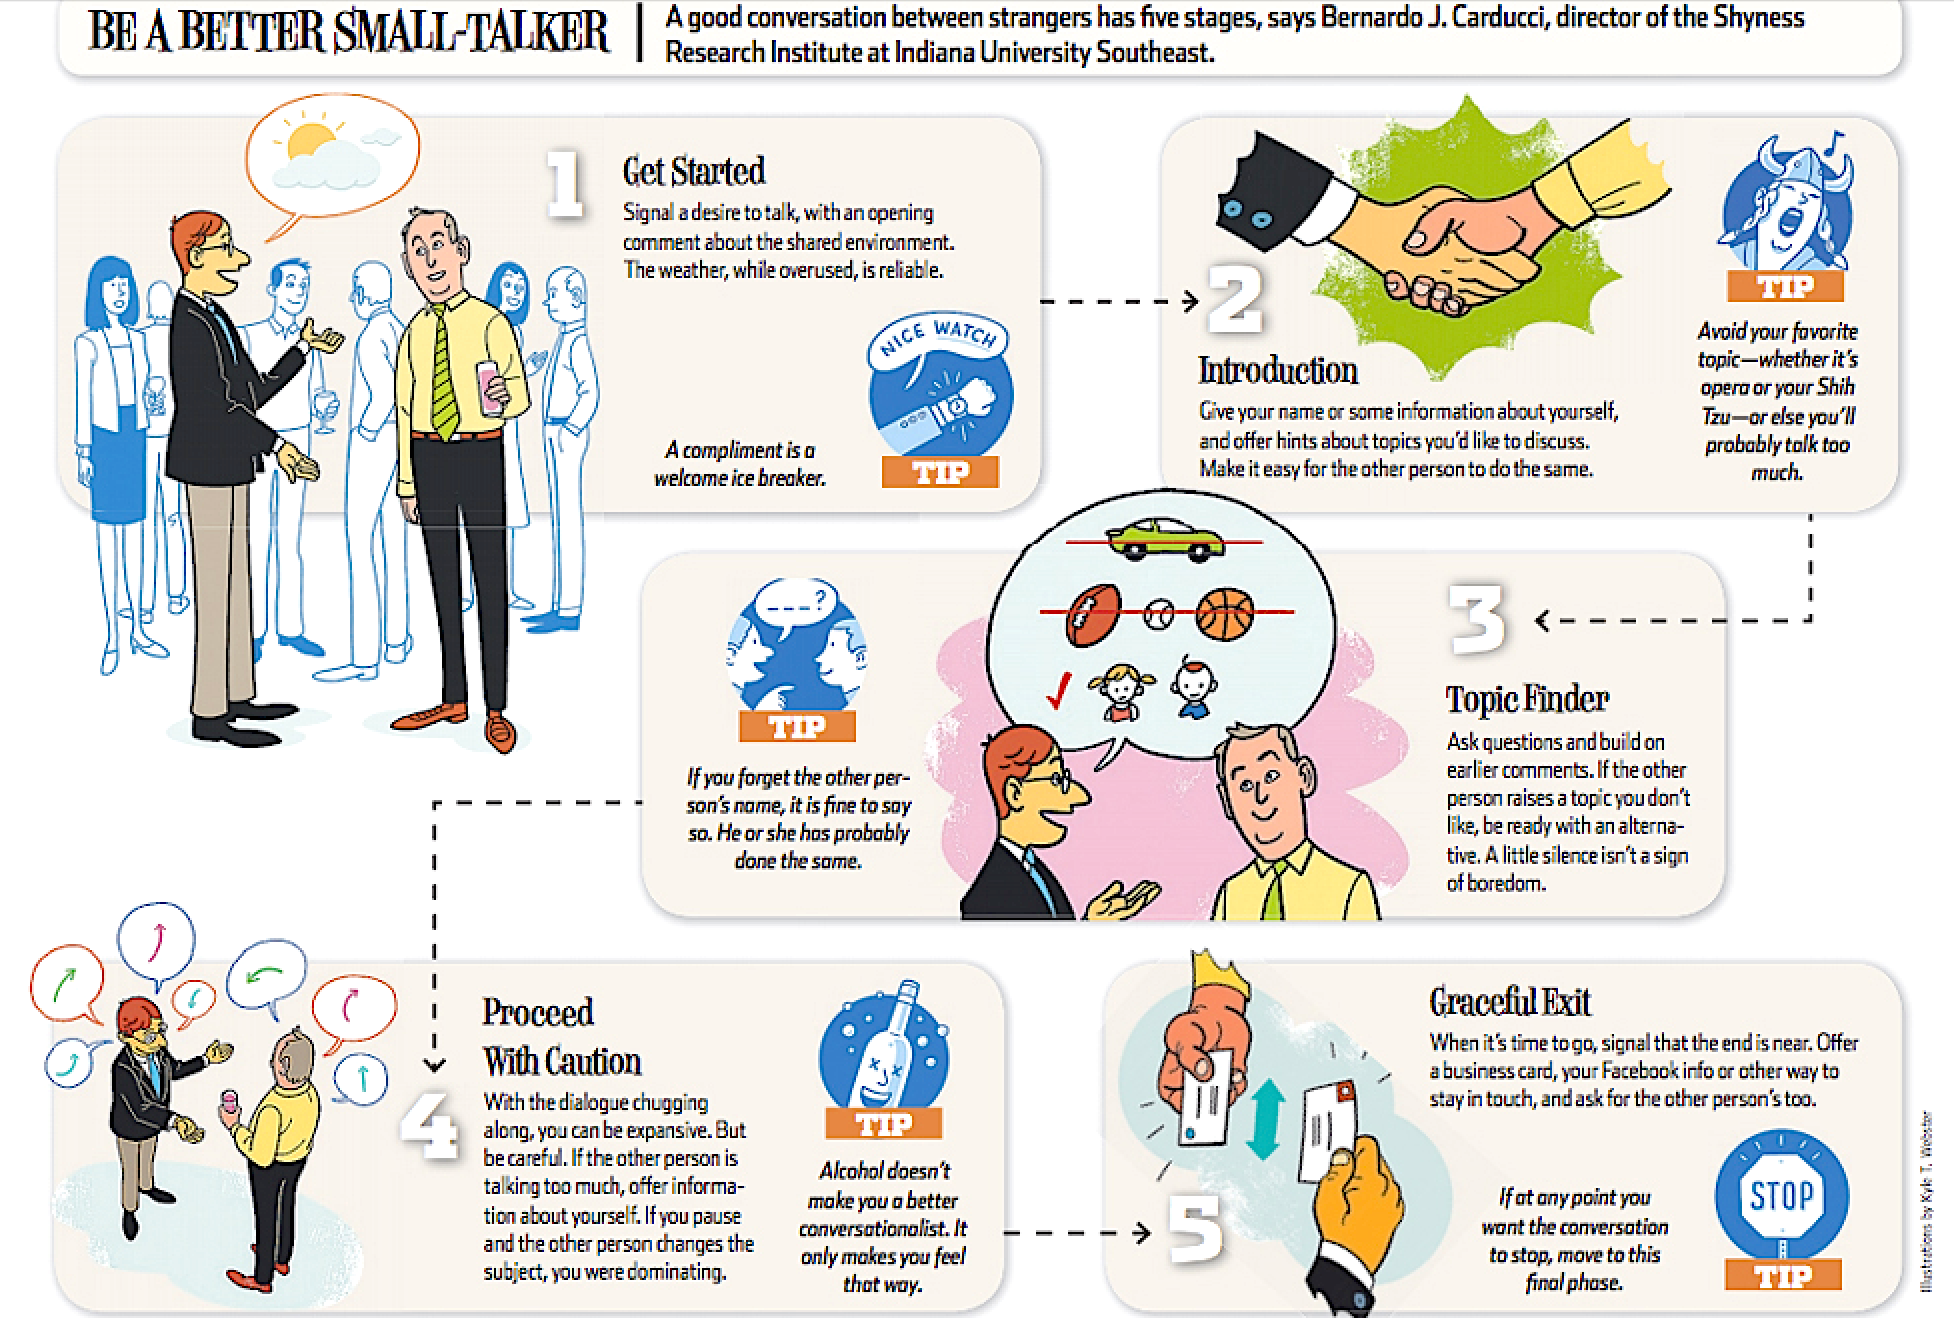 BE A BETTER SMALL-TALKER
A good conversation between strangers has five stages, says Bernardo J. Carducci, director of the Shyness
Research Institute at Indiana University Southeast.
1
Get Started
Signal a desire to talk, with an opening
comment about the shared environment.
The weather, while overused, is reliable.
NICE WATCH
A compliment is a
welcome ice breaker.
TIP
2
Introduction
Give your name or some information about yourself,
and offer hints about topics you'd like to discuss.
Make it easy for the other person to do the same.
TIP
Avoid your favorite
topic—whether it's
opera or your Shih
Tzu—or else you'll
probably talk too
much.
3
Topic Finder
Ask questions and build on
earlier comments. If the other
person raises a topic you don't
like, be ready with an alterna-
tive. A little silence isn't a sign
of boredom.
___?
TIP
If you forget the other per-
son's name, it is fine to say
so. He or she has probably
done the same.
4
Proceed
With Caution
With the dialogue chugging
along, you can be expansive. But
be careful. If the other person is
talking too much, offer informa-
tion about yourself. If you pause
and the other person changes the
subject, you were dominating.
TIP
Alcohol doesn't
make you a better
conversationalist. It
only makes you feel
that way.
5
Graceful Exit
When it's time to go, signal that the end is near. Offer
a business card, your Facebook info or other way to
stay in touch, and ask for the other person's too.
If at any point you
want the conversation
to stop, move to this
final phase.
STOP
TIP
Illustrations by Kyle T. Webster